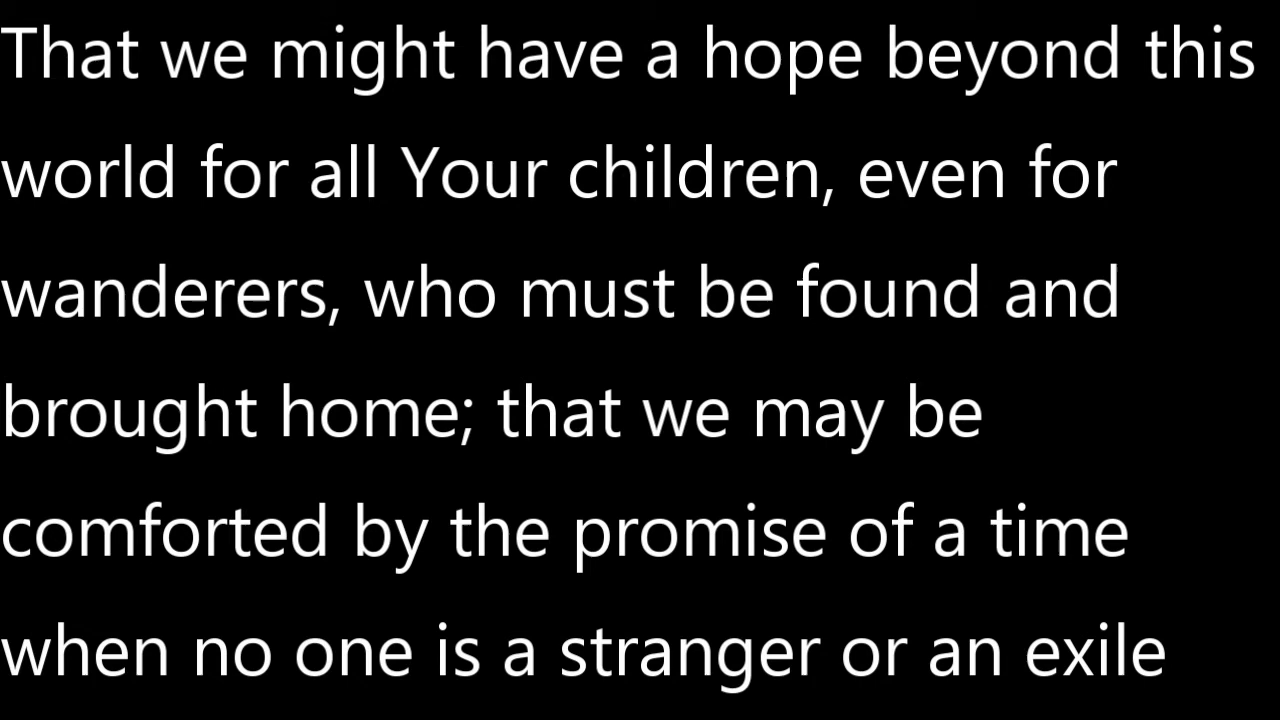 That we might have a hope beyond this
world for all Your children, even for
wanderers, who must be found and
brought home; that we may be
comforted by the promise of a time
when no one is a stranger or an exile